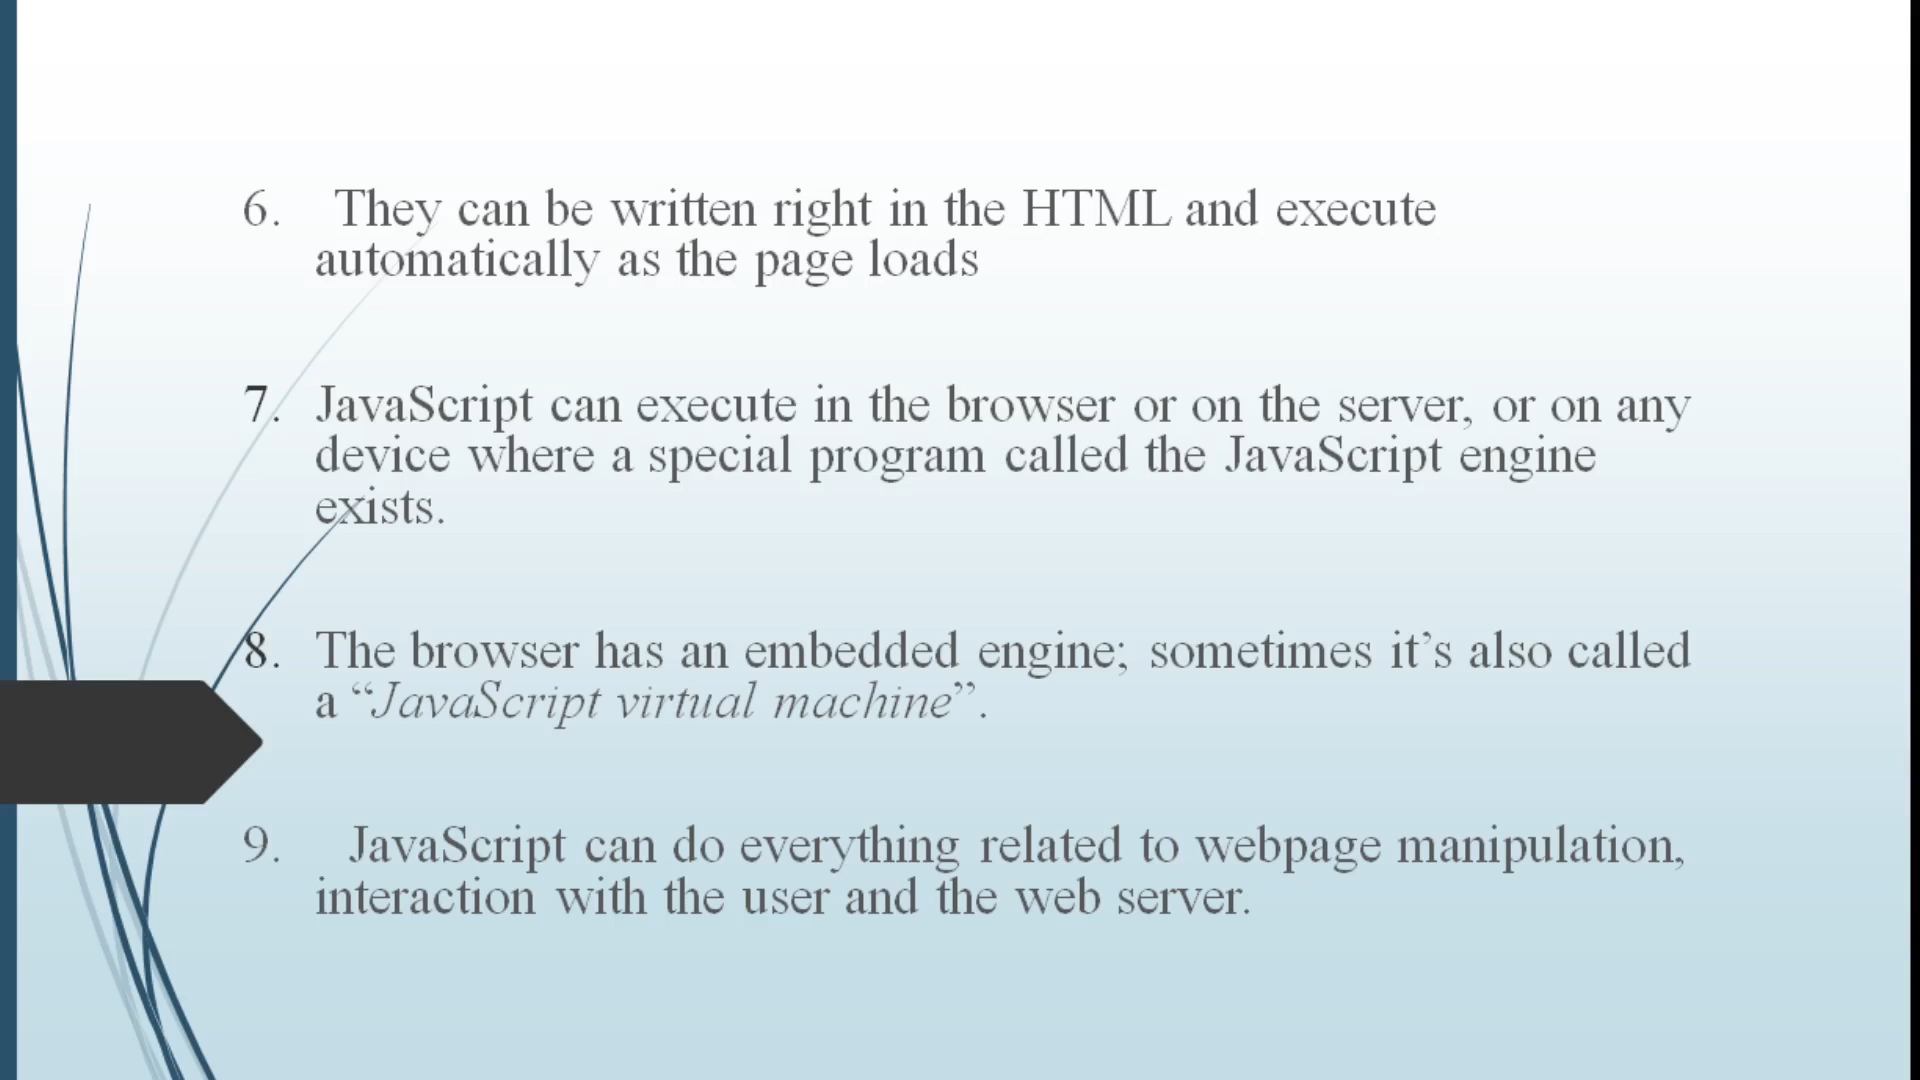 6. They can be written right in the HTML and execute
automatically as the page loads
7. JavaScript can execute in the browser or on the server, or on any
device where a special program called the JavaScript engine
exists.
8. The browser has an embedded engine; sometimes it’s also called
a “JavaScript virtual machine”.
9. JavaScript can do everything related to webpage manipulation,
interaction with the user and the web server.